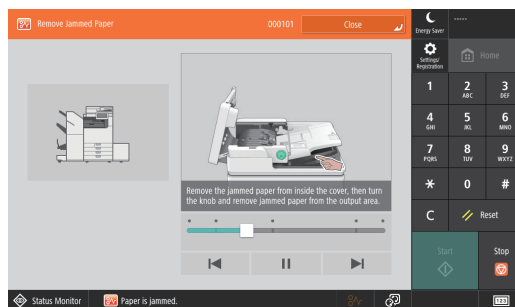 Remove Jammed Paper
000101
Close
Energy Saver
-----
Settings/
Registration
Home
1
2
ABC
3
DEF
4
GHI
5
JKL
6
MNO
7
PQRS
8
TUV
9
WXYZ
0
#
C
Reset
Start
Stop
Remove the jammed paper from inside the cover, then turn
the knob and remove jammed paper from the output area.
Status Monitor
Paper is jammed.
123